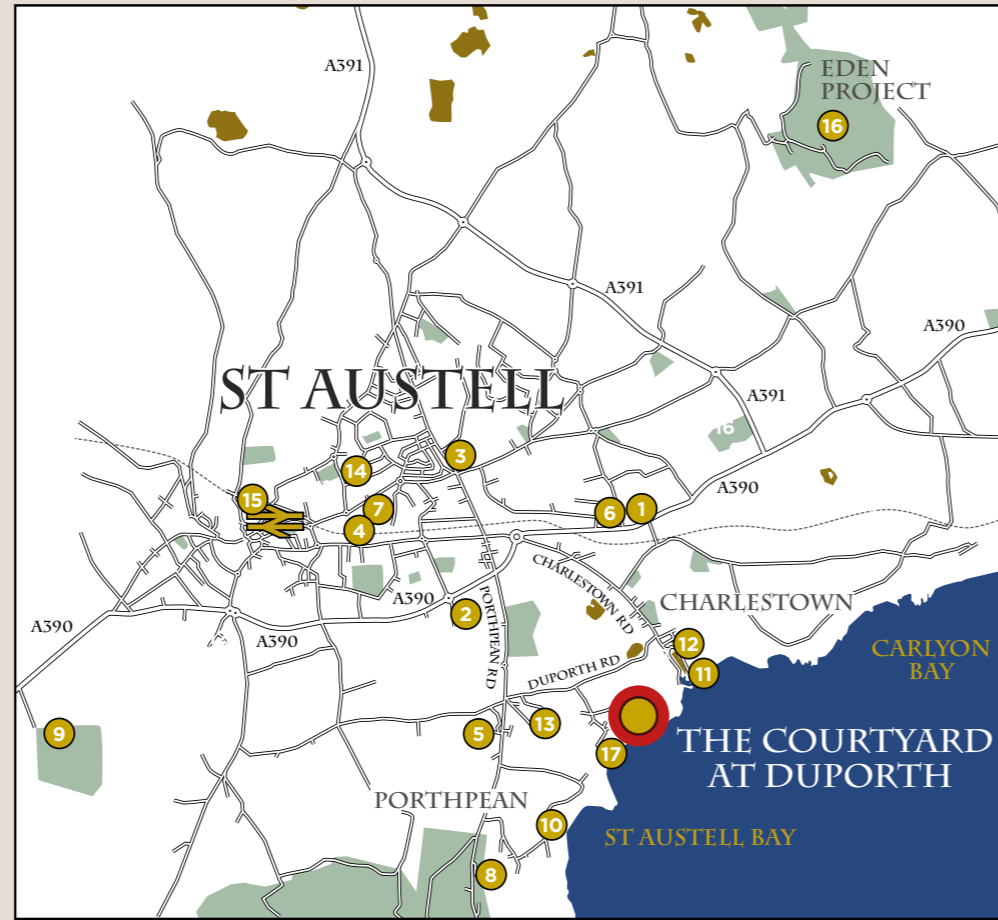 A391
EDEN
PROJECT
16
A391
A390
ST AUSTELL
A391
16
3
14
A390
15
7
6
1
4
CHARLESTOWN RD
PORTHPEAN RD
A390
CHARLESTOWN
2
A390
A390
12
CARLYON
BAY
DUPORTH RD
11
9
5
13
17
THE COURTYARD
AT DUPORTH
PORTHPEAN
10
ST AUSTELL BAY
8